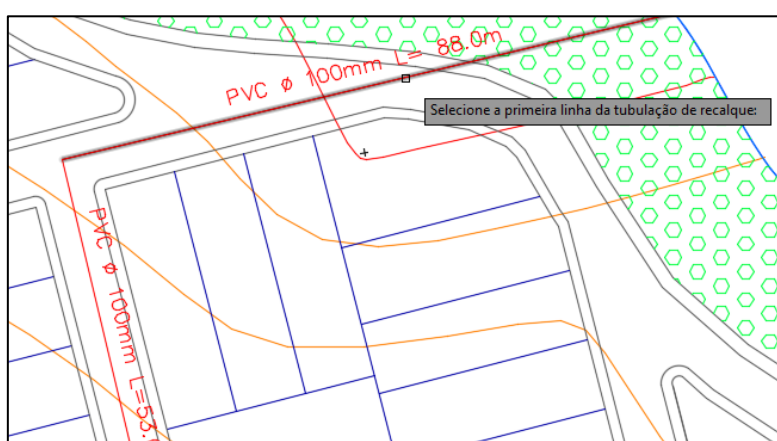 PVC ø 100mm L= 88.0m
Selecione a primeira linha da tubulação de recalque:
PVC ø 100mm L=53.